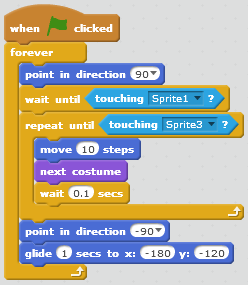 when clicked
forever
point in direction 90
wait until touching Sprite1 ?
repeat until touching Sprite3 ?
move 10 steps
next costume
wait 0.1 secs
point in direction -90
glide 1 secs to x: -180 y: -120